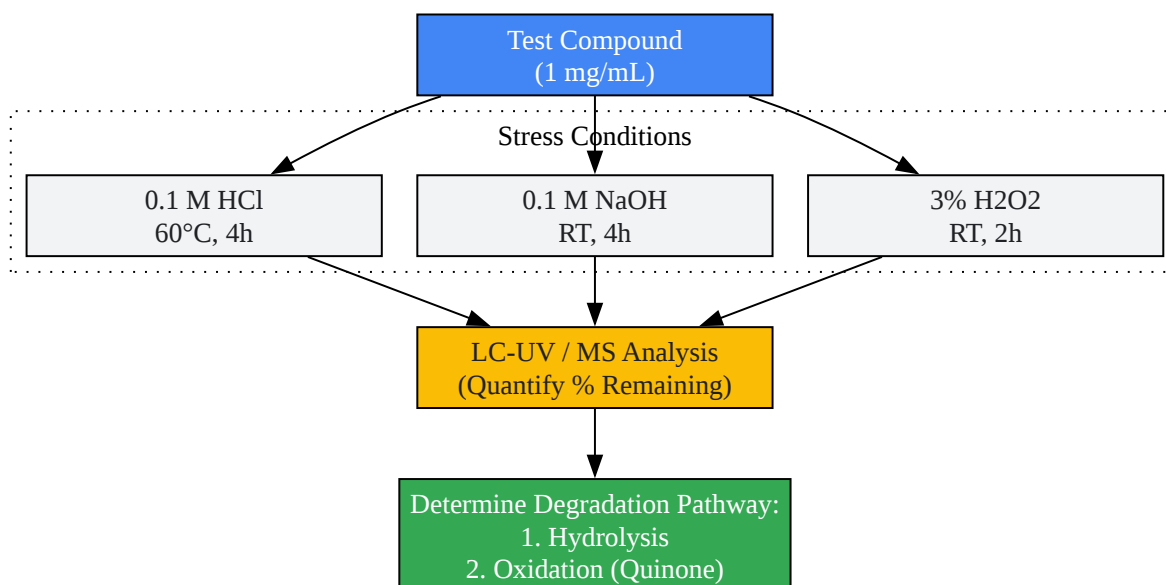 Test Compound
(1 mg/mL)
Stress Conditions
0.1 M HCl
60°C, 4h
0.1 M NaOH
RT, 4h
3% H2O2
RT, 2h
LC-UV / MS Analysis
(Quantify % Remaining)
Determine Degradation Pathway:
1. Hydrolysis
2. Oxidation (Quinone)